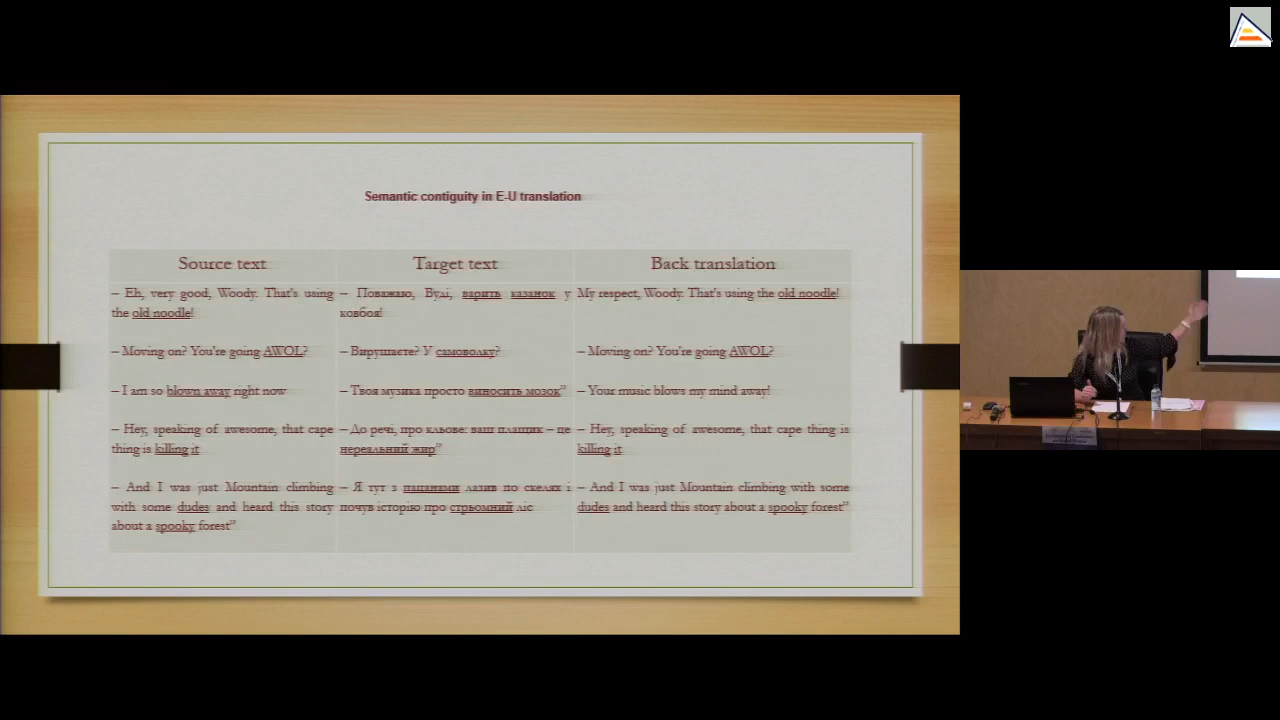 Semantic contiguity in E-U translation
Source text
Target text
Back translation
– Eh, very good, Woody. That's using
the old noodle!
– Поважаю, Вуді, варить казанок у
ковбоя!
My respect, Woody. That's using the old noodle!
– Moving on? You're going AWOL?
– Вирушаєте? У самоволку?
– Moving on? You're going AWOL?
– I am so blown away right now
– Твоя музика просто виносить мозок”
– Your music blows my mind away!
– Hey, speaking of awesome, that cape
thing is killing it
– До речі, про кльове: ваш плащик – це
нереальний жир”
– Hey, speaking of awesome, that cape thing is
killing it
– And I was just Mountain climbing
with some dudes and heard this story
about a spooky forest”
– Я тут з пацанами лазив по скелях і
почув історію про стрьомний ліс
– And I was just Mountain climbing with some
dudes and heard this story about a spooky forest”